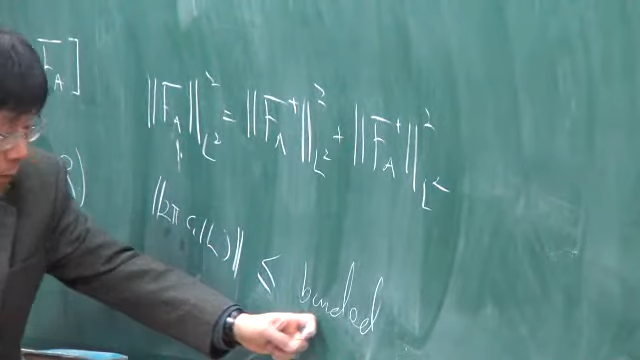 F_A]
‖F_A‖²_{L²} = ‖F_A^+‖²_{L²} + ‖F_A^+‖²_{L²}
R)
‖2π c_1(L)‖ ≤ bounded